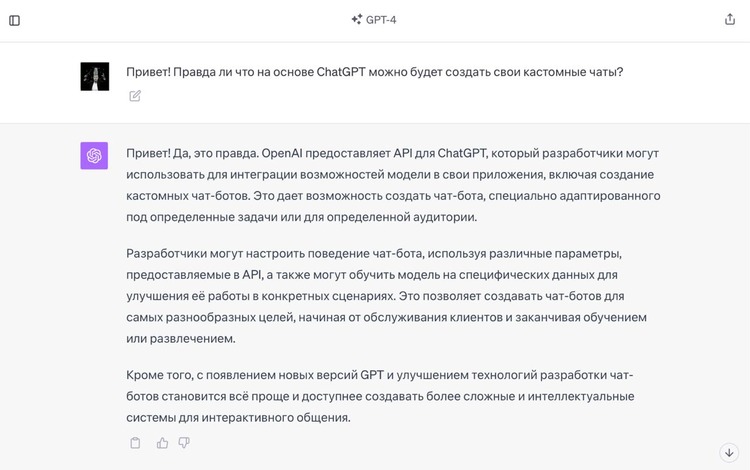 GPT-4
Привет! Правда ли что на основе ChatGPT можно будет создать свои кастомные чаты?
Привет! Да, это правда. OpenAI предоставляет API для ChatGPT, который разработчики могут
использовать для интеграции возможностей модели в свои приложения, включая создание
кастомных чат-ботов. Это дает возможность создать чат-бота, специально адаптированного
под определенные задачи или для определенной аудитории.
Разработчики могут настроить поведение чат-бота, используя различные параметры,
предоставляемые в API, а также могут обучить модель на специфических данных для
улучшения её работы в конкретных сценариях. Это позволяет создавать чат-ботов для
самых разнообразных целей, начиная от обслуживания клиентов и заканчивая обучением
или развлечением.
Кроме того, с появлением новых версий GPT и улучшением технологий разработки чат-
ботов становится всё проще и доступнее создавать более сложные и интеллектуальные
системы для интерактивного общения.